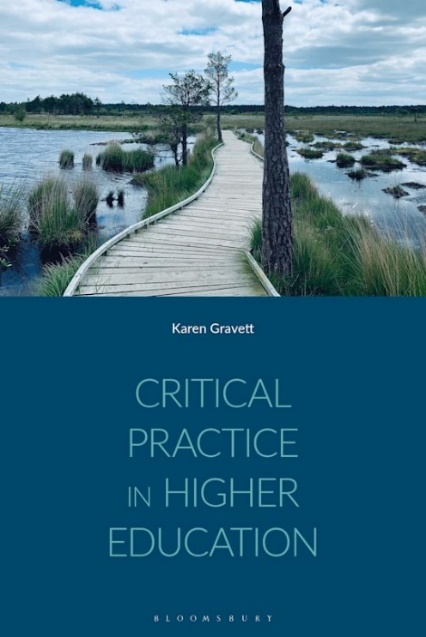 Karen Gravett
CRITICAL
PRACTICE
IN HIGHER
EDUCATION
BLOOMSBURY